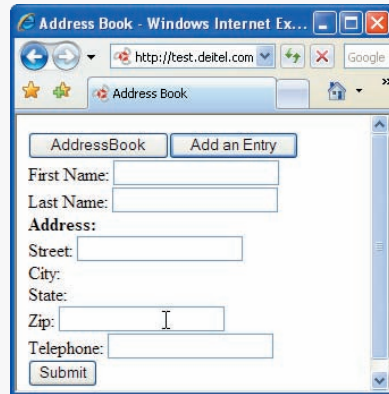 Address Book - Windows Internet Ex...
http://test.deitel.com
Google
Address Book
AddressBook Add an Entry
First Name:
Last Name:
Address:
Street:
City:
State:
Zip:
Telephone:
Submit